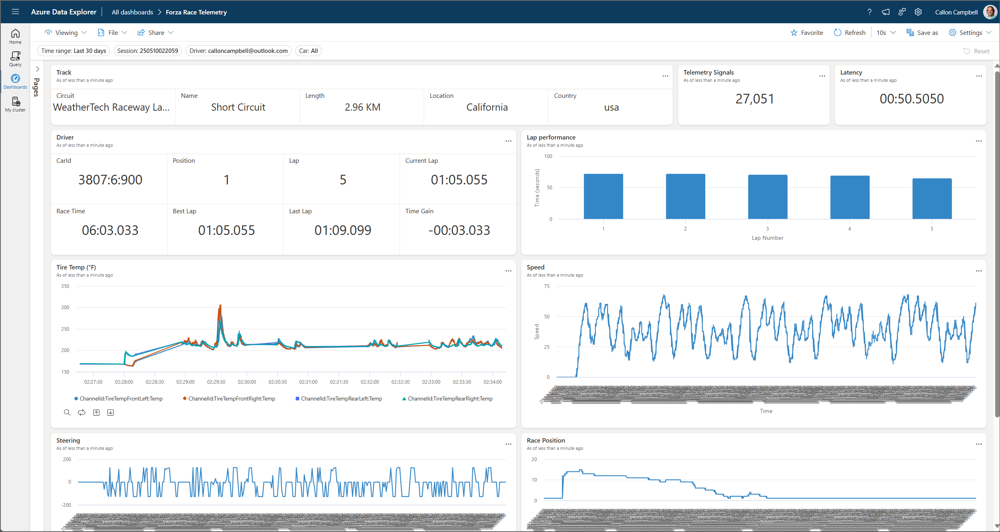 Azure Data Explorer
All dashboards > Forza Race Telemetry
Callon Campbell
Viewing
File
Share
Favorite
Refresh
10s
Save as
Settings
Time range: Last 30 days
Session: 250510022059
Driver: calloncampbell@outlook.com
Car: All
Reset
Home
Query
Dashboards
My cluster
Pages
Track
As of less than a minute ago
Circuit
WeatherTech Raceway La...
Name
Short Circuit
Length
2.96 KM
Location
California
Country
usa
Telemetry Signals
As of less than a minute ago
27,051
Latency
As of less than a minute ago
00:50.5050
Driver
As of less than a minute ago
CarId
3807:6:900
Position
1
Lap
5
Current Lap
01:05.055
Race Time
06:03.033
Best Lap
01:05.055
Last Lap
01:09.099
Time Gain
-00:03.033
Lap performance
As of less than a minute ago
Time (seconds)
100
50
0
1 2 3 4 5
Lap Number
Tire Temp (°F)
As of less than a minute ago
350
300
250
200
150
02:27:30 02:28:00 02:28:30 02:29:00 02:29:30 02:30:00 02:30:30 02:31:00 02:31:30 02:32:00 02:32:30 02:33:00 02:33:30 02:34:00
ChannelId:TireTempFrontLeft:Temp ChannelId:TireTempFrontRight:Temp ChannelId:TireTempRearLeft:Temp ChannelId:TireTempRearRight:Temp
Speed
As of less than a minute ago
Speed
75
50
25
0
Time
Steering
As of less than a minute ago
200
0
-200
Race Position
As of less than a minute ago
20
10
0